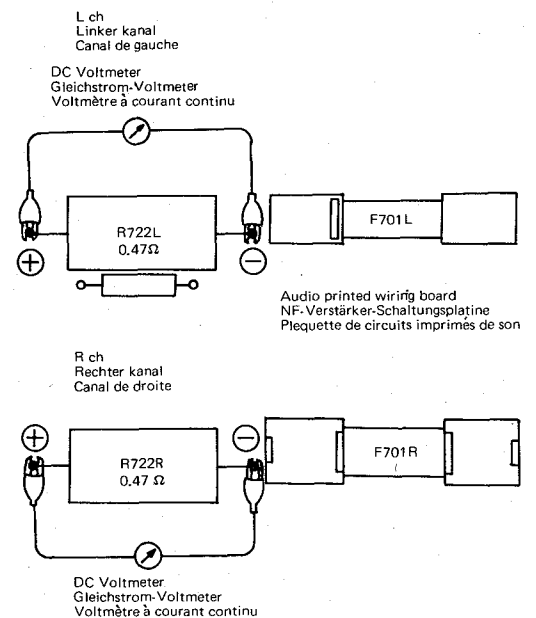 L ch
Linker kanal
Canal de gauche
DC Voltmeter
Gleichstrom-Voltmeter
Voltmètre à courant continu
R722L
0.47Ω
F701L
+
−
Audio printed wiring board
NF-Verstärker-Schaltungsplatine
Plequette de circuits imprimés de son
R ch
Rechter kanal
Canal de droite
+
−
R722R
0.47 Ω
F701R
DC Voltmeter
Gleichstrom-Voltmeter
Voltmètre à courant continu